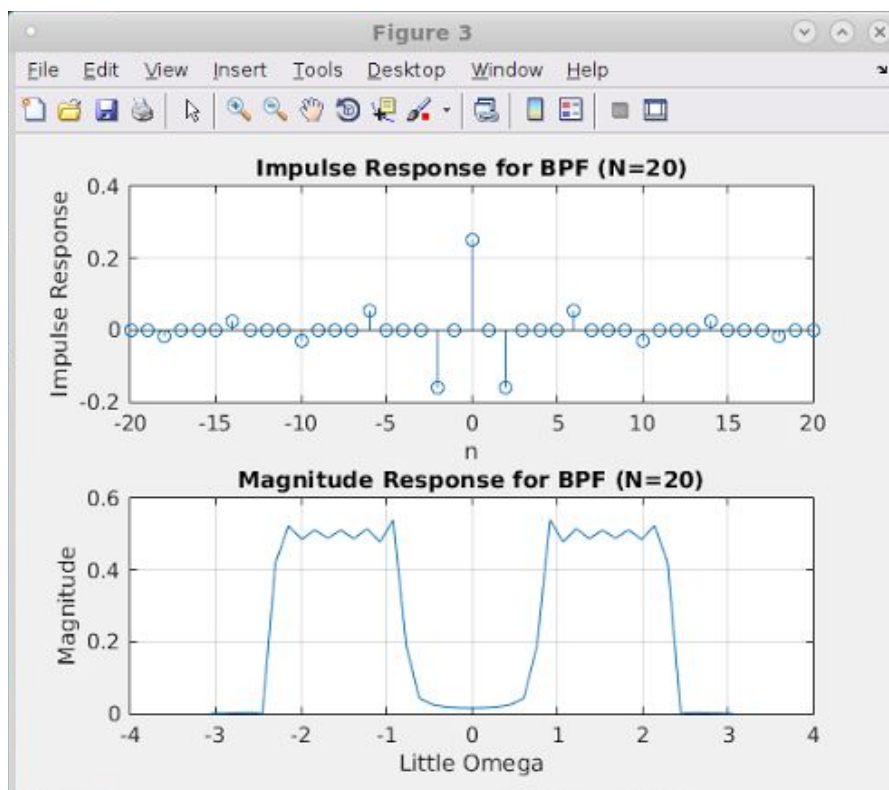 Figure 3
File Edit View Insert Tools Desktop Window Help
Impulse Response for BPF (N=20)
Impulse Response
0.4
0.2
0
-0.2
-20 -15 -10 -5 0 5 10 15 20
n
Magnitude Response for BPF (N=20)
Magnitude
0.6
0.4
0.2
0
-4 -3 -2 -1 0 1 2 3 4
Little Omega